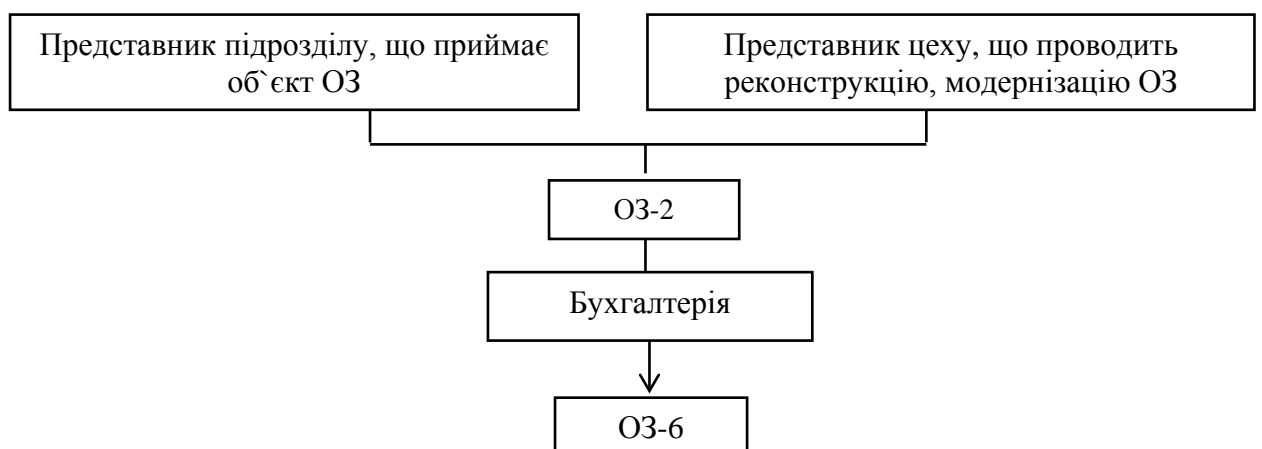 Представник підрозділу, що приймає
об`єкт ОЗ
Представник цеху, що проводить
реконструкцію, модернізацію ОЗ
ОЗ-2
Бухгалтерія
ОЗ-6